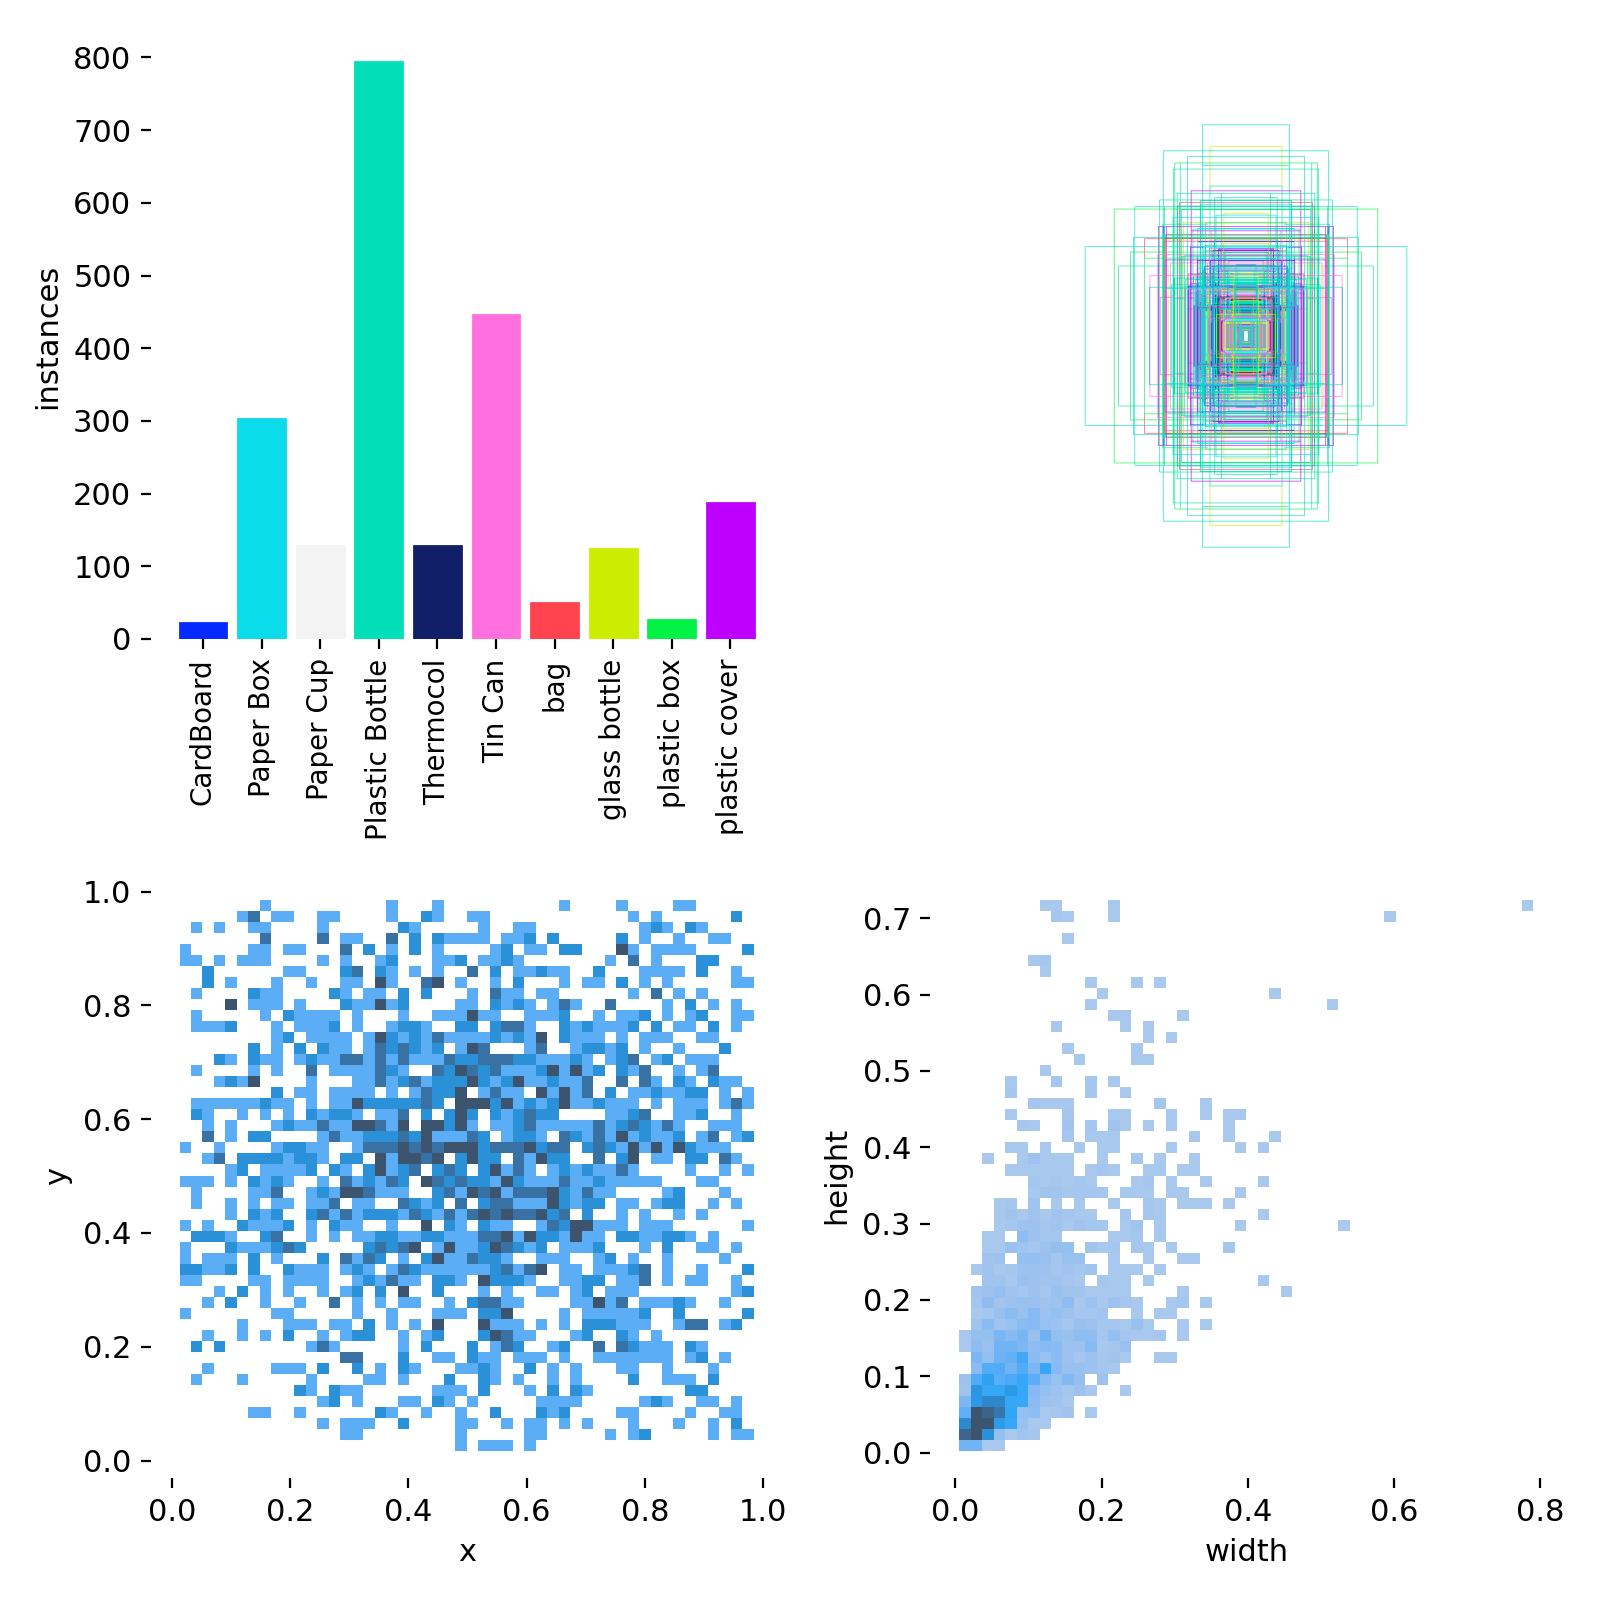 800
700
600
500
400
300
200
100
0
instances
CardBoard
Paper Box
Paper Cup
Plastic Bottle
Thermocol
Tin Can
bag
glass bottle
plastic box
plastic cover
1.0
0.8
0.6
0.4
0.2
0.0
y
0.0 0.2 0.4 0.6 0.8 1.0
x
0.7
0.6
0.5
0.4
0.3
0.2
0.1
0.0
height
0.0 0.2 0.4 0.6 0.8
width